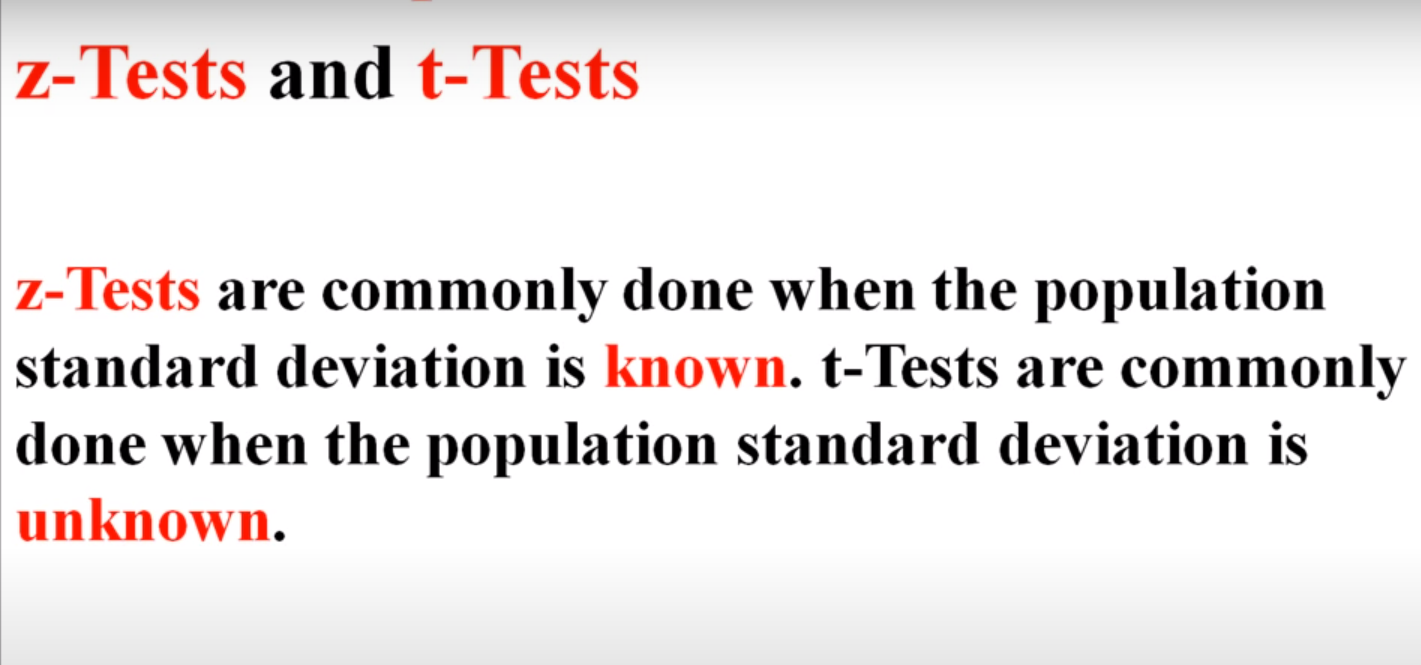 z-Tests and t-Tests
z-Tests are commonly done when the population
standard deviation is known. t-Tests are commonly
done when the population standard deviation is
unknown.